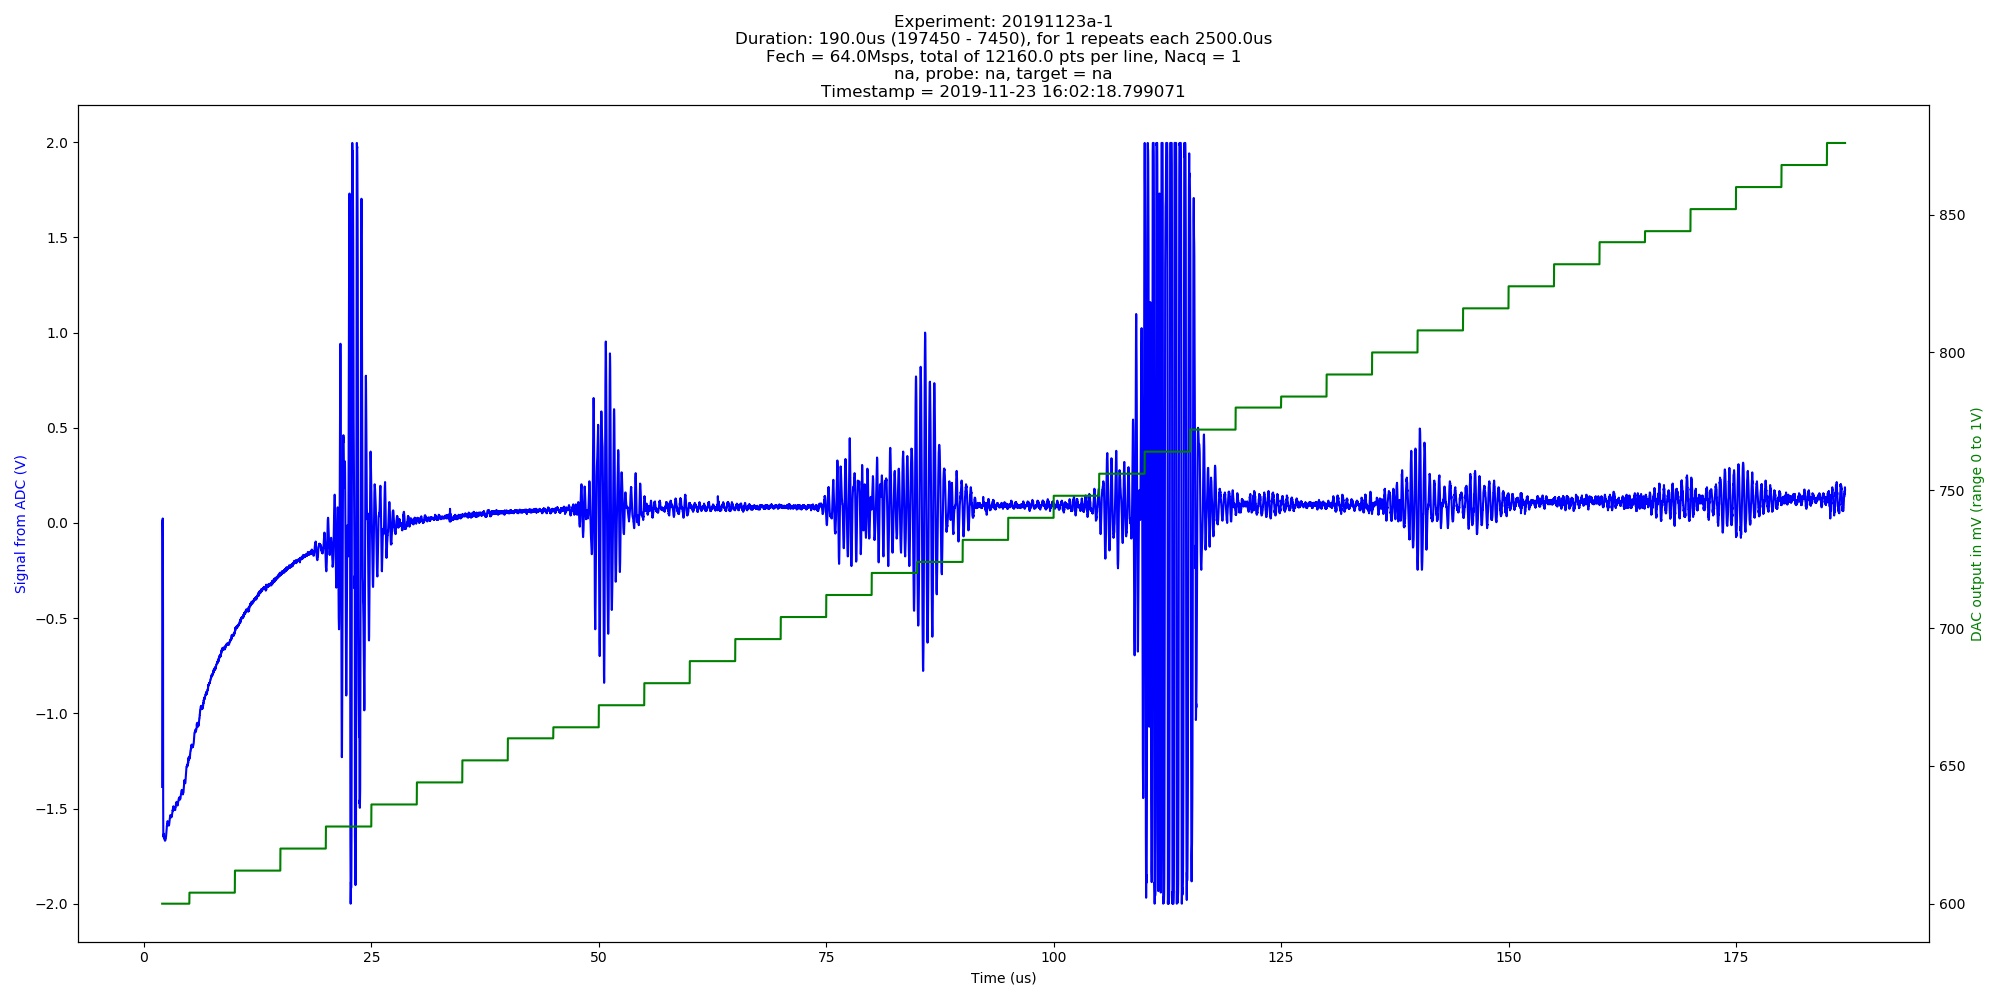 Experiment: 20191123a-1
Duration: 190.0us (197450 - 7450), for 1 repeats each 2500.0us
Fech = 64.0Msps, total of 12160.0 pts per line, Nacq = 1
na, probe: na, target = na
Timestamp = 2019-11-23 16:02:18.799071
2.0
1.5
1.0
0.5
0.0
−0.5
−1.0
−1.5
−2.0
Signal from ADC (V)
850
800
750
700
650
600
DAC output in mV (range 0 to 1V)
0 25 50 75 100 125 150 175
Time (us)